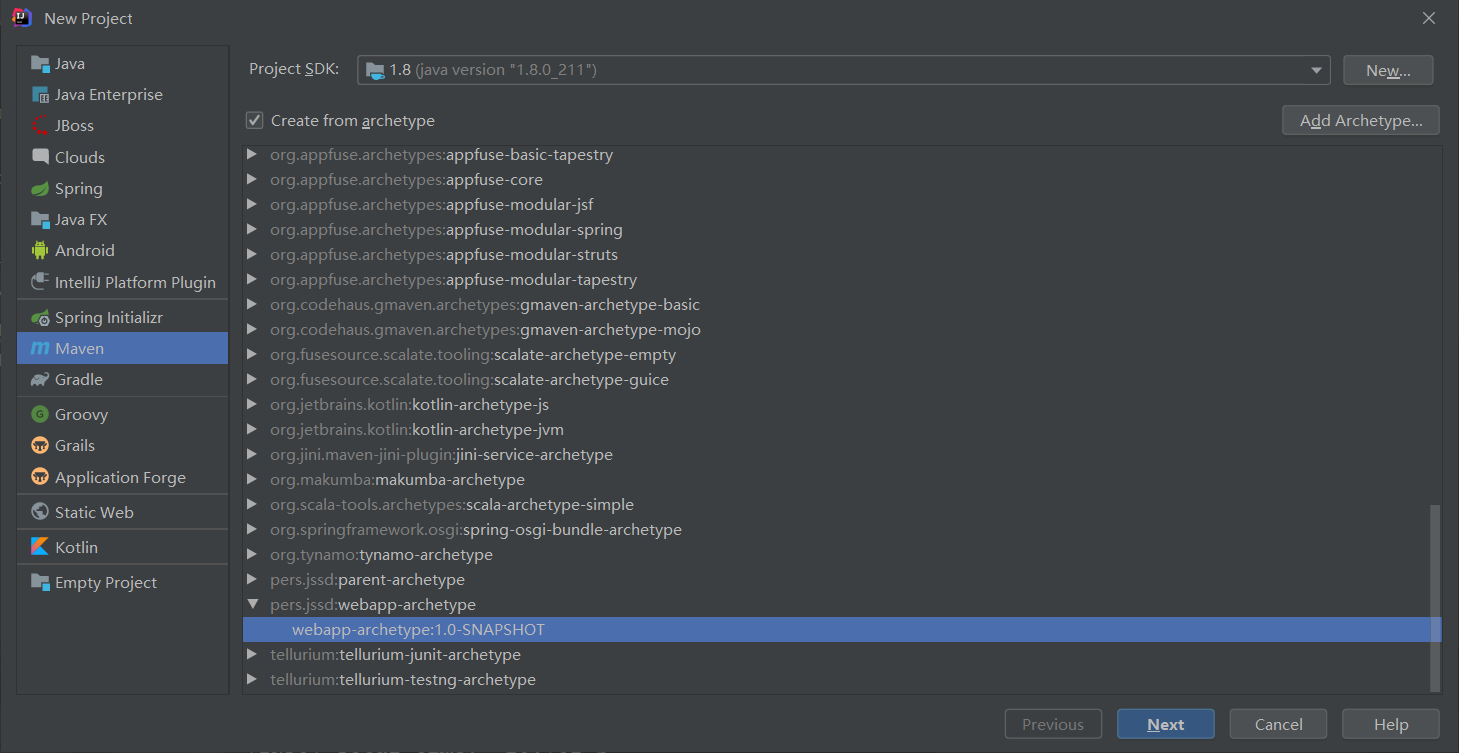 New Project
Java
Java Enterprise
JBoss
Clouds
Spring
Java FX
Android
IntelliJ Platform Plugin
Spring Initializr
Maven
Gradle
Groovy
Grails
Application Forge
Static Web
Kotlin
Empty Project
Project SDK: 1.8 (java version "1.8.0_211") New...
Create from archetype Add Archetype...
org.appfuse.archetypes:appfuse-basic-tapestry
org.appfuse.archetypes:appfuse-core
org.appfuse.archetypes:appfuse-modular-jsf
org.appfuse.archetypes:appfuse-modular-spring
org.appfuse.archetypes:appfuse-modular-struts
org.appfuse.archetypes:appfuse-modular-tapestry
org.codehaus.gmaven.archetypes:gmaven-archetype-basic
org.codehaus.gmaven.archetypes:gmaven-archetype-mojo
org.fusesource.scalate.tooling:scalate-archetype-empty
org.fusesource.scalate.tooling:scalate-archetype-guice
org.jetbrains.kotlin:kotlin-archetype-js
org.jetbrains.kotlin:kotlin-archetype-jvm
org.jini.maven-jini-plugin:jini-service-archetype
org.makumba:makumba-archetype
org.scala-tools.archetypes:scala-archetype-simple
org.springframework.osgi:spring-osgi-bundle-archetype
org.tynamo:tynamo-archetype
pers.jssd:parent-archetype
pers.jssd:webapp-archetype
webapp-archetype:1.0-SNAPSHOT
tellurium:tellurium-junit-archetype
tellurium:tellurium-testng-archetype
Previous Next Cancel Help